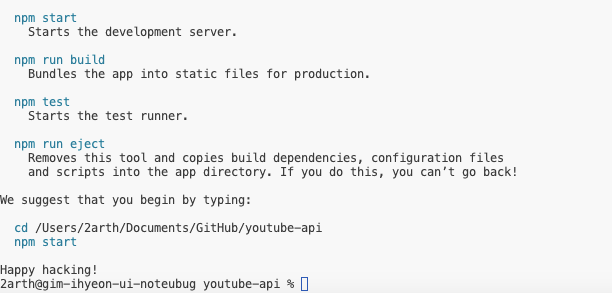 npm start
Starts the development server.
npm run build
Bundles the app into static files for production.
npm test
Starts the test runner.
npm run eject
Removes this tool and copies build dependencies, configuration files
and scripts into the app directory. If you do this, you can’t go back!
We suggest that you begin by typing:
cd /Users/2arth/Documents/GitHub/youtube-api
npm start
Happy hacking!
2arth@gim-ihyeon-ui-noteubug youtube-api %